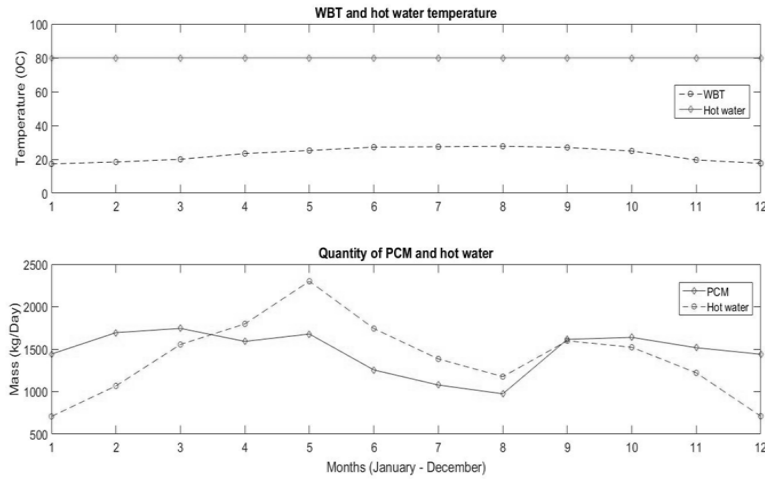 WBT and hot water temperature
100
80
60
40
20
0
Temperature (0C)
WBT
Hot water
1 2 3 4 5 6 7 8 9 10 11 12
Quantity of PCM and hot water
2500
2000
1500
1000
500
Mass (kg/Day)
PCM
Hot water
1 2 3 4 5 6 7 8 9 10 11 12
Months (January - December)